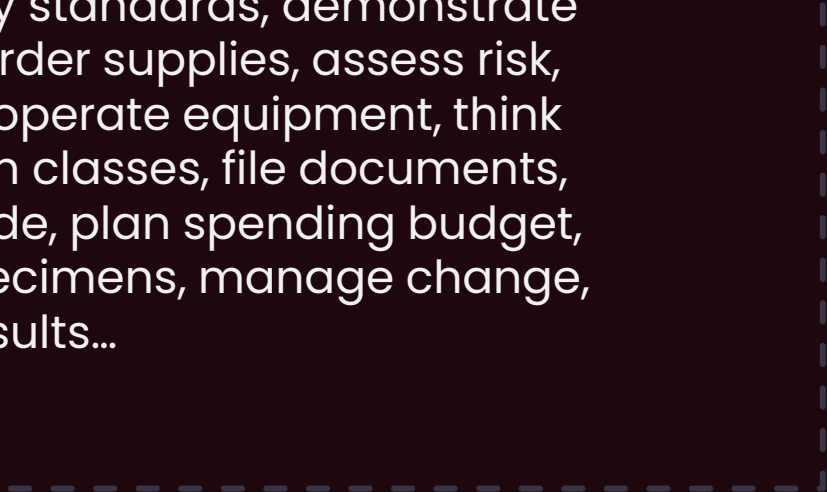 y standards, demonstrate
rder supplies, assess risk,
operate equipment, think
n classes, file documents,
de, plan spending budget,
ecimens, manage change,
sults...